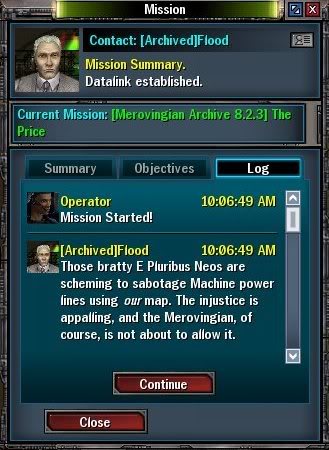 Mission
Contact: [Archived]Flood
Mission Summary.
Datalink established.
Current Mission: [Merovingian Archive 8.2.3] The
Price
Summary
Objectives
Log
Operator 10:06:49 AM
Mission Started!
[Archived]Flood 10:06:49 AM
Those bratty E Pluribus Neos are
scheming to sabotage Machine power
lines using our map. The injustice is
appalling, and the Merovingian, of
course, is not about to allow it.
Continue
Close